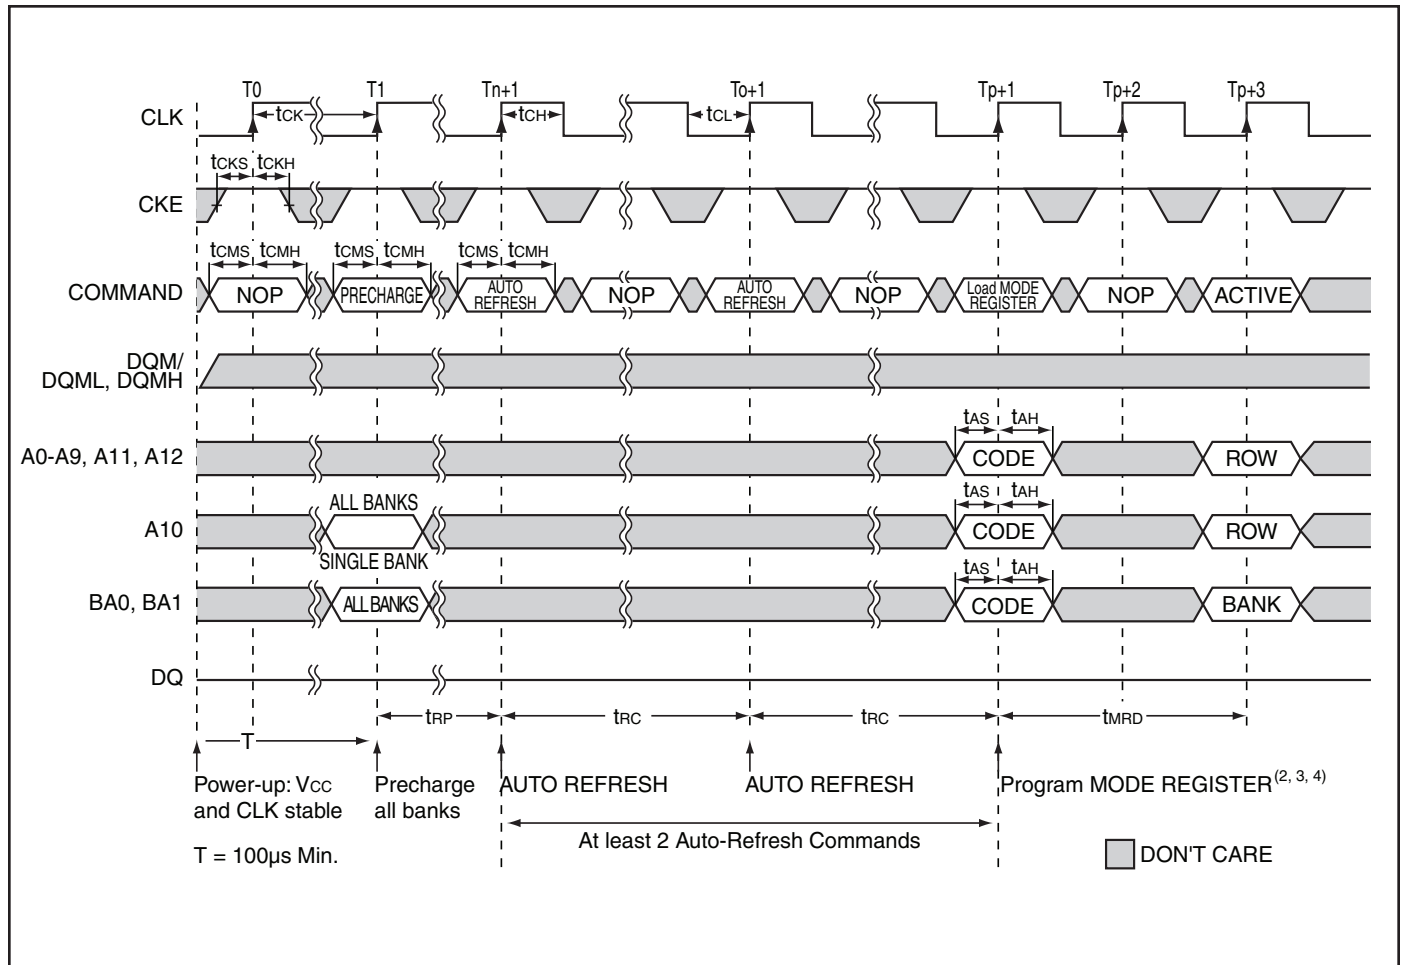 T0 T1 Tn+1 To+1 Tp+1 Tp+2 Tp+3
CLK tCK tCH tCL
tCKS tCKH
CKE
tCMS tCMH tCMS tCMH tCMS tCMH
COMMAND NOP PRECHARGE AUTO REFRESH NOP AUTO REFRESH NOP Load MODE REGISTER NOP ACTIVE
DQM/
DQML, DQMH
tAS tAH
A0-A9, A11, A12 CODE ROW
ALL BANKS tAS tAH
A10 CODE ROW
SINGLE BANK tAS tAH
BA0, BA1 ALL BANKS CODE BANK
DQ
tRP tRC tRC tMRD
T
Power-up: VCC Precharge AUTO REFRESH AUTO REFRESH Program MODE REGISTER(2, 3, 4)
and CLK stable all banks
At least 2 Auto-Refresh Commands
T = 100µs Min. DON'T CARE